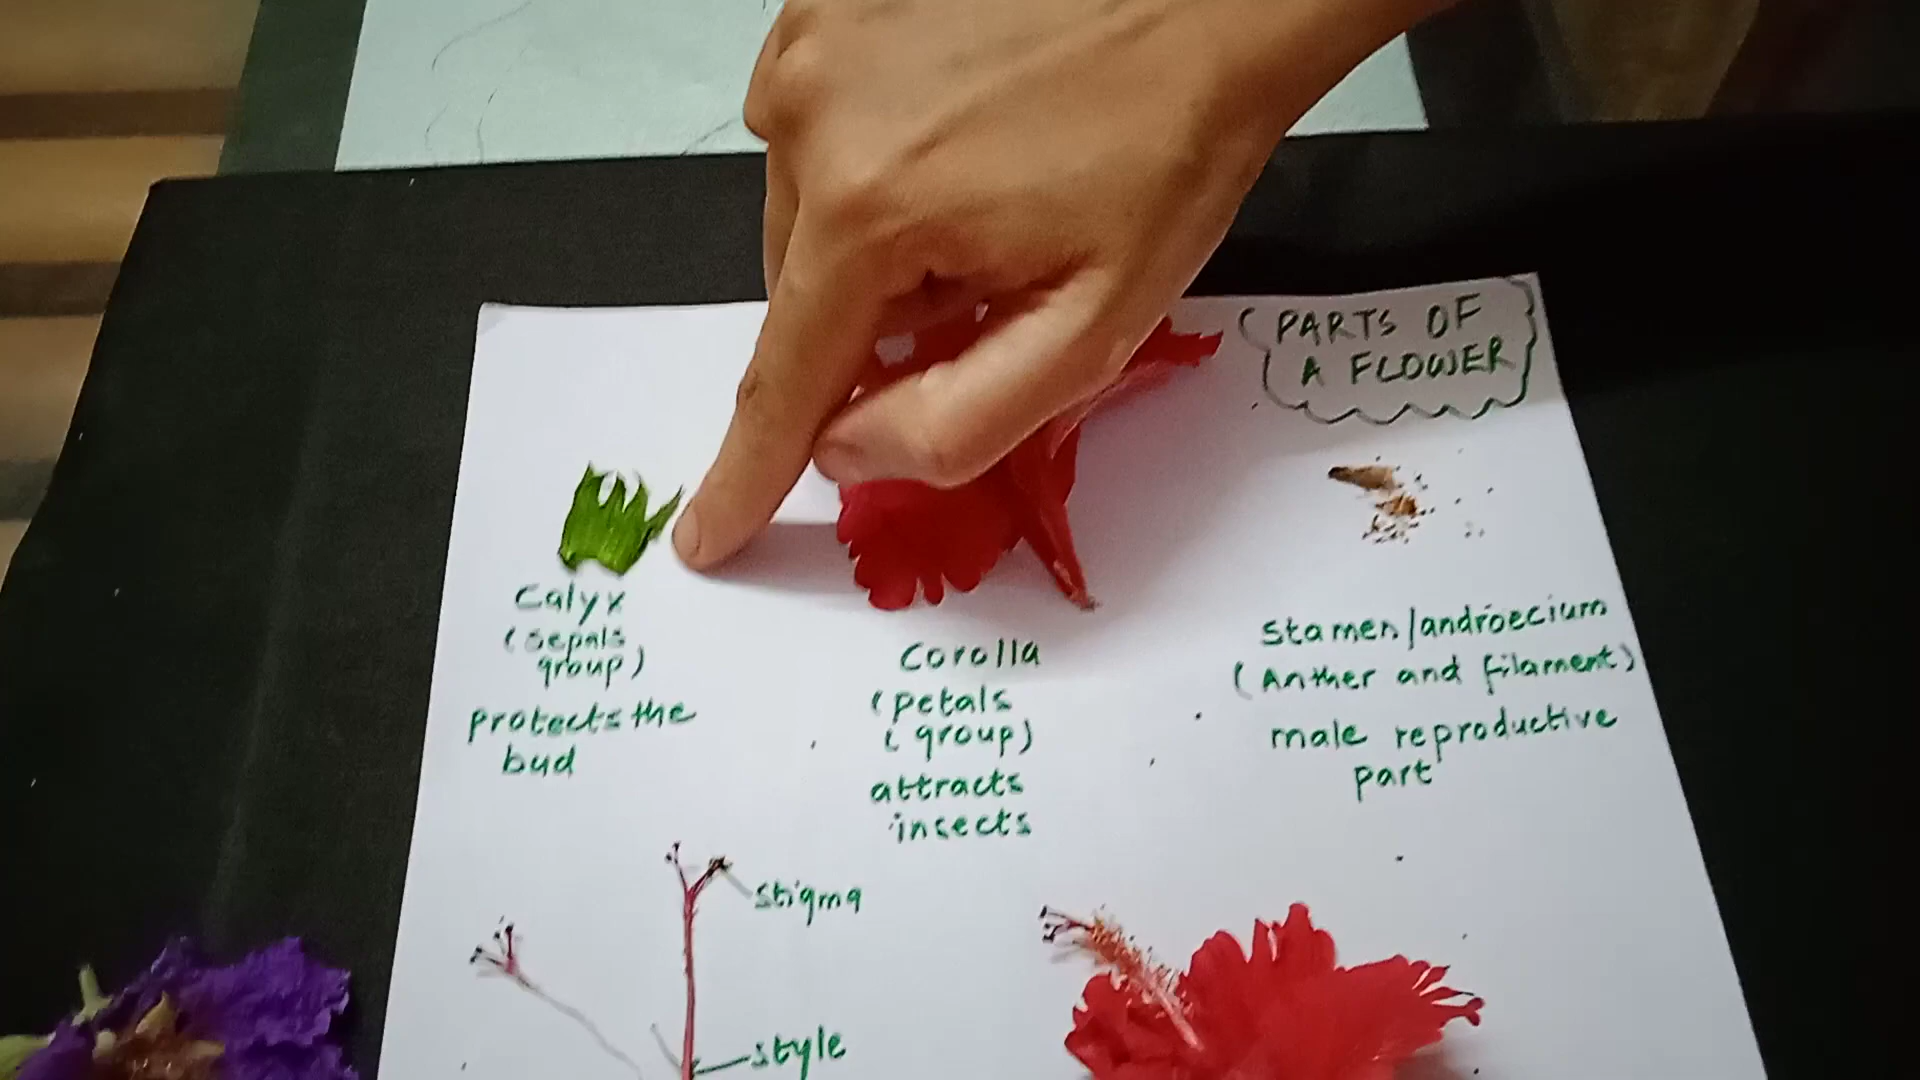 PARTS OF
A FLOWER
Calyx
(sepals
group)
protects the
bud
Corolla
(petals
(group)
attracts
insects
Stamen/androecium
(Anther and filament)
male reproductive
part
stigma
style